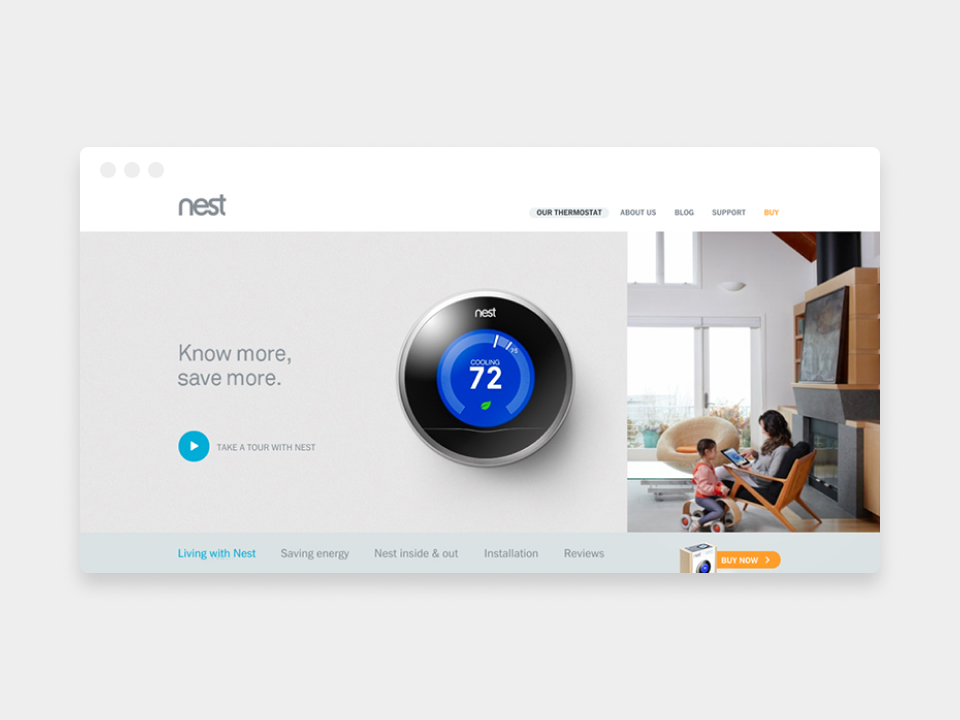 nest
OUR THERMOSTAT ABOUT US BLOG SUPPORT BUY
nest
COOLING
72
Know more,
save more.
TAKE A TOUR WITH NEST
Living with Nest Saving energy Nest inside & out Installation Reviews
BUY NOW